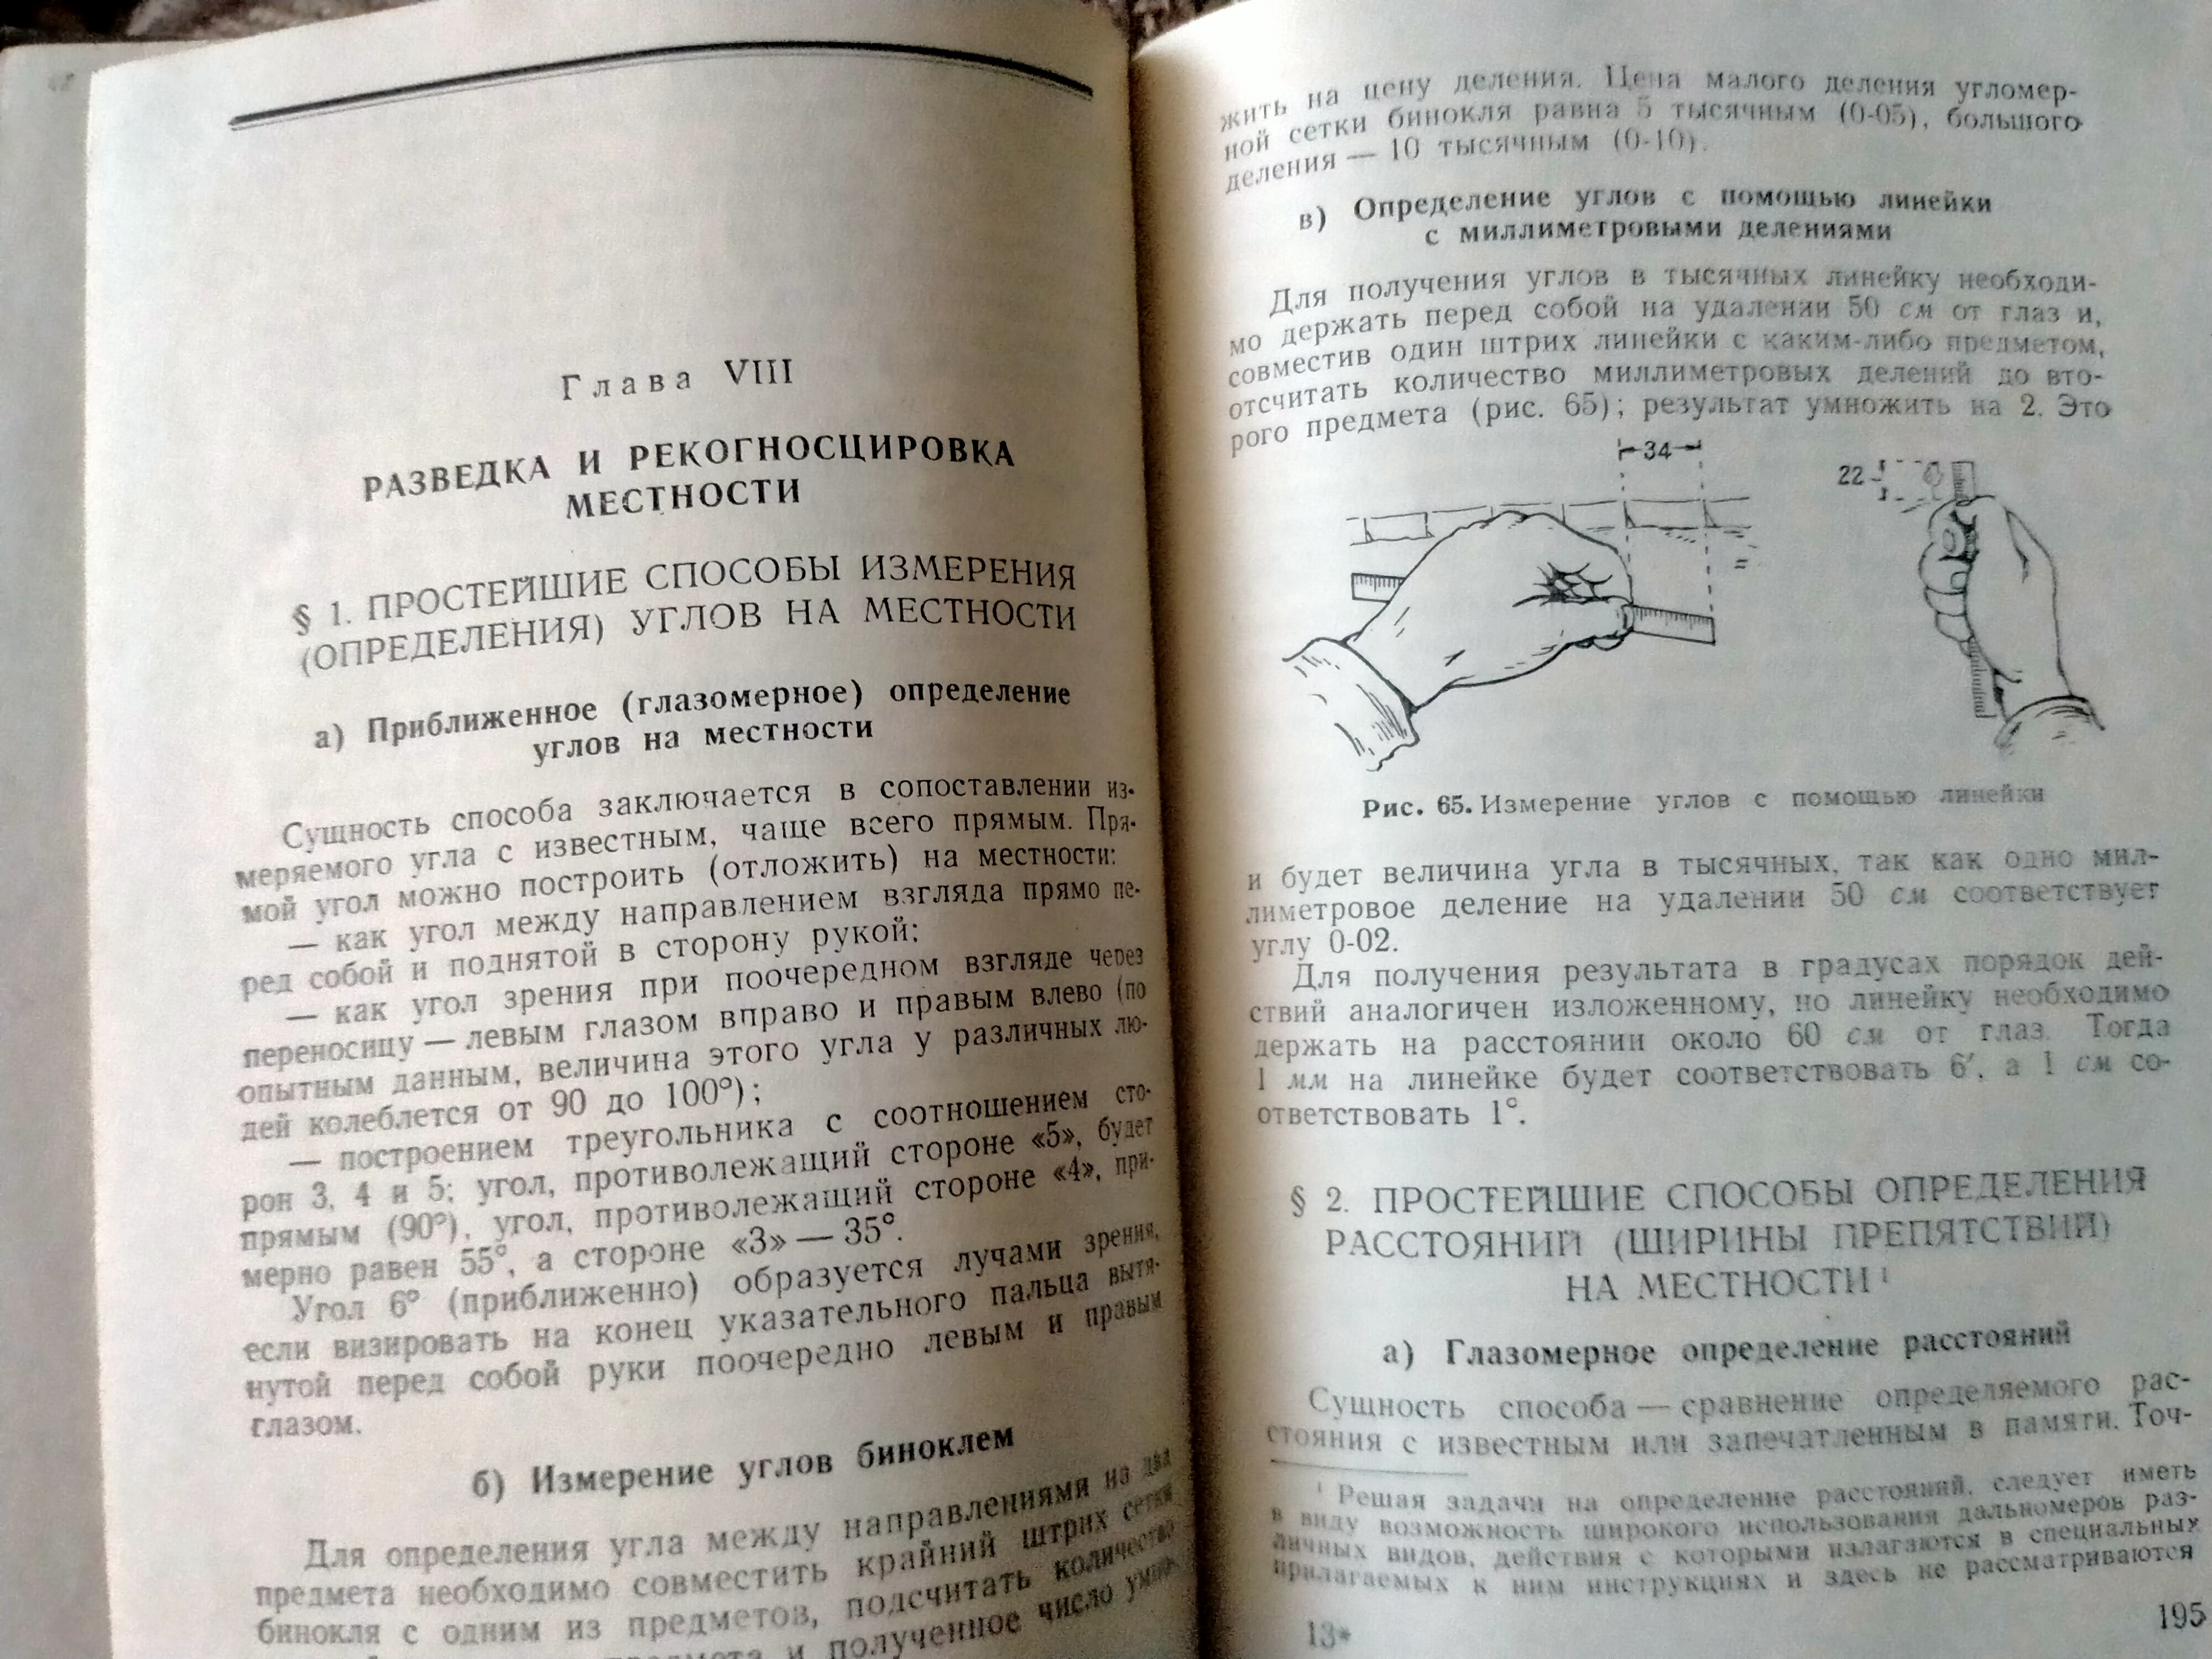 Глава VIII
РАЗВЕДКА И РЕКОГНОСЦИРОВКА
МЕСТНОСТИ
§ 1. ПРОСТЕЙШИЕ СПОСОБЫ ИЗМЕРЕНИЯ
(ОПРЕДЕЛЕНИЯ) УГЛОВ НА МЕСТНОСТИ
а) Приближенное (глазомерное) определение
углов на местности
Сущность способа заключается в сопоставлении из-
меряемого угла с известным, чаще всего прямым. Пря-
мой угол можно построить (отложить) на местности:
— как угол между направлением взгляда прямо пе-
ред собой и поднятой в сторону рукой;
— как угол зрения при поочередном взгляде через
переносицу — левым глазом вправо и правым влево (по
опытным данным, величина этого угла у различных лю-
дей колеблется от 90 до 100°);
— построением треугольника с соотношением сто-
рон 3, 4 и 5; угол, противолежащий стороне «5», будет
прямым (90°), угол, противолежащий стороне «4», при-
мерно равен 55°, а стороне «3» — 35°.
Угол 6° (приближенно) образуется лучами зрения,
если визировать на конец указательного пальца вытя-
нутой перед собой руки поочередно левым и правым
глазом.
б) Измерение углов биноклем
Для определения угла между направлениями на два
предмета необходимо совместить крайний штрих сетки
бинокля с одним из предметов, подсчитать количество
предмета и полученное число умно-
жить на цену деления. Цена малого деления угломер-
ной сетки бинокля равна 5 тысячным (0-05), большого
деления — 10 тысячным (0-10).
в) Определение углов с помощью линейки
с миллиметровыми делениями
Для получения углов в тысячных линейку необходи-
мо держать перед собой на удалении 50 см от глаз и,
совместив один штрих линейки с каким-либо предметом,
отсчитать количество миллиметровых делений до вто-
рого предмета (рис. 65); результат умножить на 2. Это
34
22
Рис. 65. Измерение углов с помощью линейки
и будет величина угла в тысячных, так как одно мил-
лиметровое деление на удалении 50 см соответствует
углу 0-02.
Для получения результата в градусах порядок дей-
ствий аналогичен изложенному, но линейку необходимо
держать на расстоянии около 60 см от глаз. Тогда
1 мм на линейке будет соответствовать 6′, а 1 см со-
ответствовать 1°.
§ 2. ПРОСТЕЙШИЕ СПОСОБЫ ОПРЕДЕЛЕНИЯ
РАССТОЯНИЙ (ШИРИНЫ ПРЕПЯТСТВИЙ)
НА МЕСТНОСТИ ¹
а) Глазомерное определение расстояний
Сущность способа — сравнение определяемого рас-
стояния с известным или запечатленным в памяти. Точ-
¹ Решая задачи на определение расстояний, следует иметь
в виду возможность широкого использования дальномеров раз-
личных видов, действия с которыми излагаются в специальных
прилагаемых к ним инструкциях и здесь не рассматриваются
13*
195